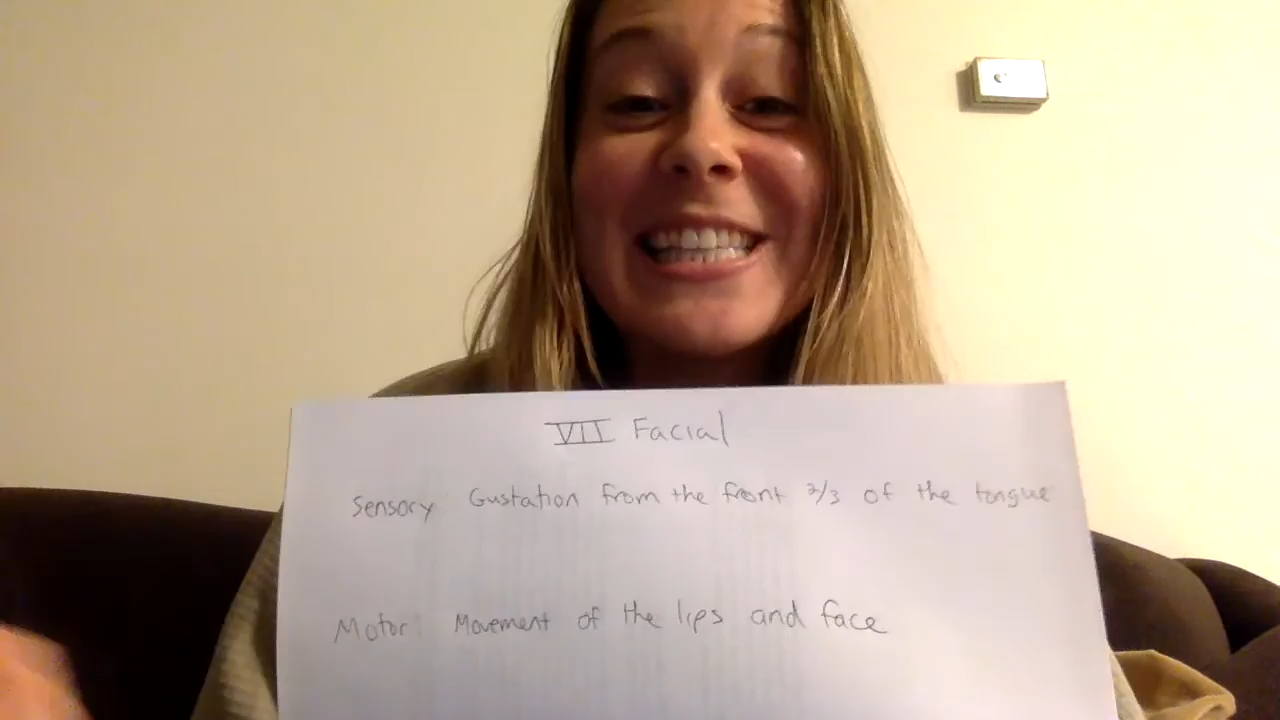 VII Facial
Sensory: Gustation from the front 2/3 of the tongue
Motor: Movement of the lips and face